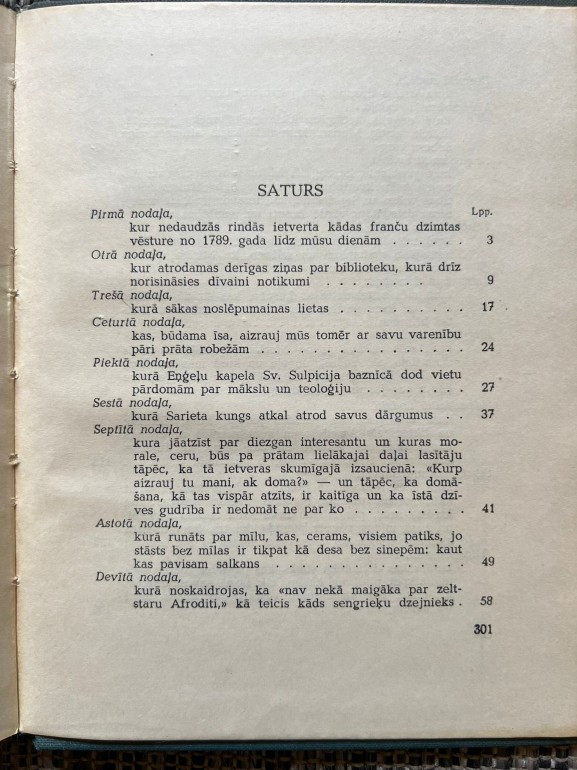 SATURS
Lpp.
Pirmā nodaļa,
kur nedaudzās rindās ietverta kādas franču dzimtas
vēsture no 1789. gada līdz mūsu dienām . . . . . . 3
Otrā nodaļa,
kur atrodamas derīgas ziņas par biblioteku, kurā drīz
norisināsies dīvaini notikumi . . . . . . . . 9
Trešā nodaļa,
kurā sākas noslēpumainas lietas . . . . . . . . . . 17
Ceturtā nodaļa,
kas, būdama īsa, aizrauj mūs tomēr ar savu varenību
pāri prāta robežām . . . . . . . . . . . . . . . . 24
Piektā nodaļa,
kurā Eņģeļu kapela Sv. Sulpicija baznīcā dod vietu
pārdomām par mākslu un teoloģiju . . . . . . . . 27
Sestā nodaļa,
kurā Sarieta kungs atkal atrod savus dārgumus . . 37
Septītā nodaļa,
kura jāatzīst par diezgan interesantu un kuras mo-
rale, ceru, būs pa prātam lielākajai daļai lasītāju
tāpēc, ka tā ietveras skumīgajā izsaucienā: «Kurp
aizrauj tu mani, ak doma?» — un tāpēc, ka domā-
šana, kā tas vispār atzīts, ir kaitīga un ka īstā dzī-
ves gudrība ir nedomāt ne par ko . . . . . . . . . 41
Astotā nodaļa,
kurā runāts par mīlu, kas, cerams, visiem patiks, jo
stāsts bez mīlas ir tikpat kā desa bez sinepēm: kaut
kas pavisam salkans . . . . . . . . . . . . . . . 49
Devītā nodaļa,
kurā noskaidrojas, ka «nav nekā maigāka par zelt-
staru Afroditi,» kā teicis kāds sengrieķu dzejnieks . 58
301